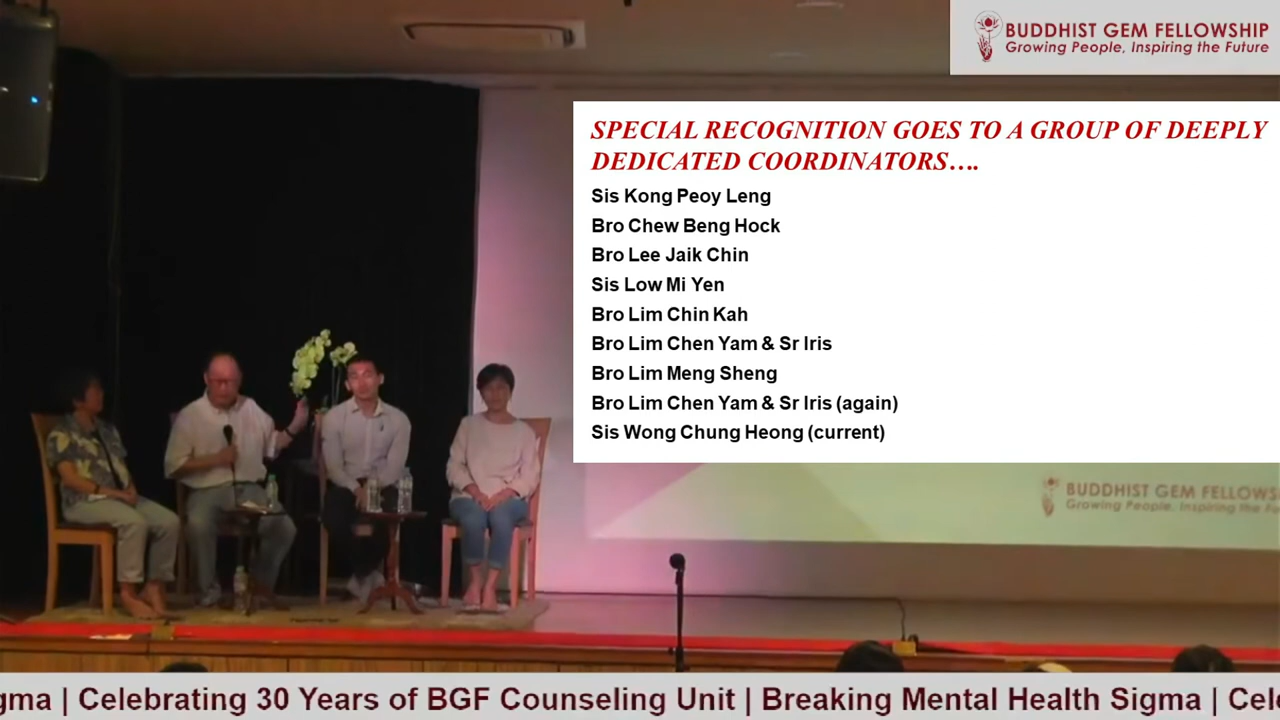 BUDDHIST GEM FELLOWSHIP
Growing People, Inspiring the Future
SPECIAL RECOGNITION GOES TO A GROUP OF DEEPLY
DEDICATED COORDINATORS….
Sis Kong Peoy Leng
Bro Chew Beng Hock
Bro Lee Jaik Chin
Sis Low Mi Yen
Bro Lim Chin Kah
Bro Lim Chen Yam & Sr Iris
Bro Lim Meng Sheng
Bro Lim Chen Yam & Sr Iris (again)
Sis Wong Chung Heong (current)
BUDDHIST GEM FELLOWS
Growing People, Inspiring the Fu
gma | Celebrating 30 Years of BGF Counseling Unit | Breaking Mental Health Sigma | Cel